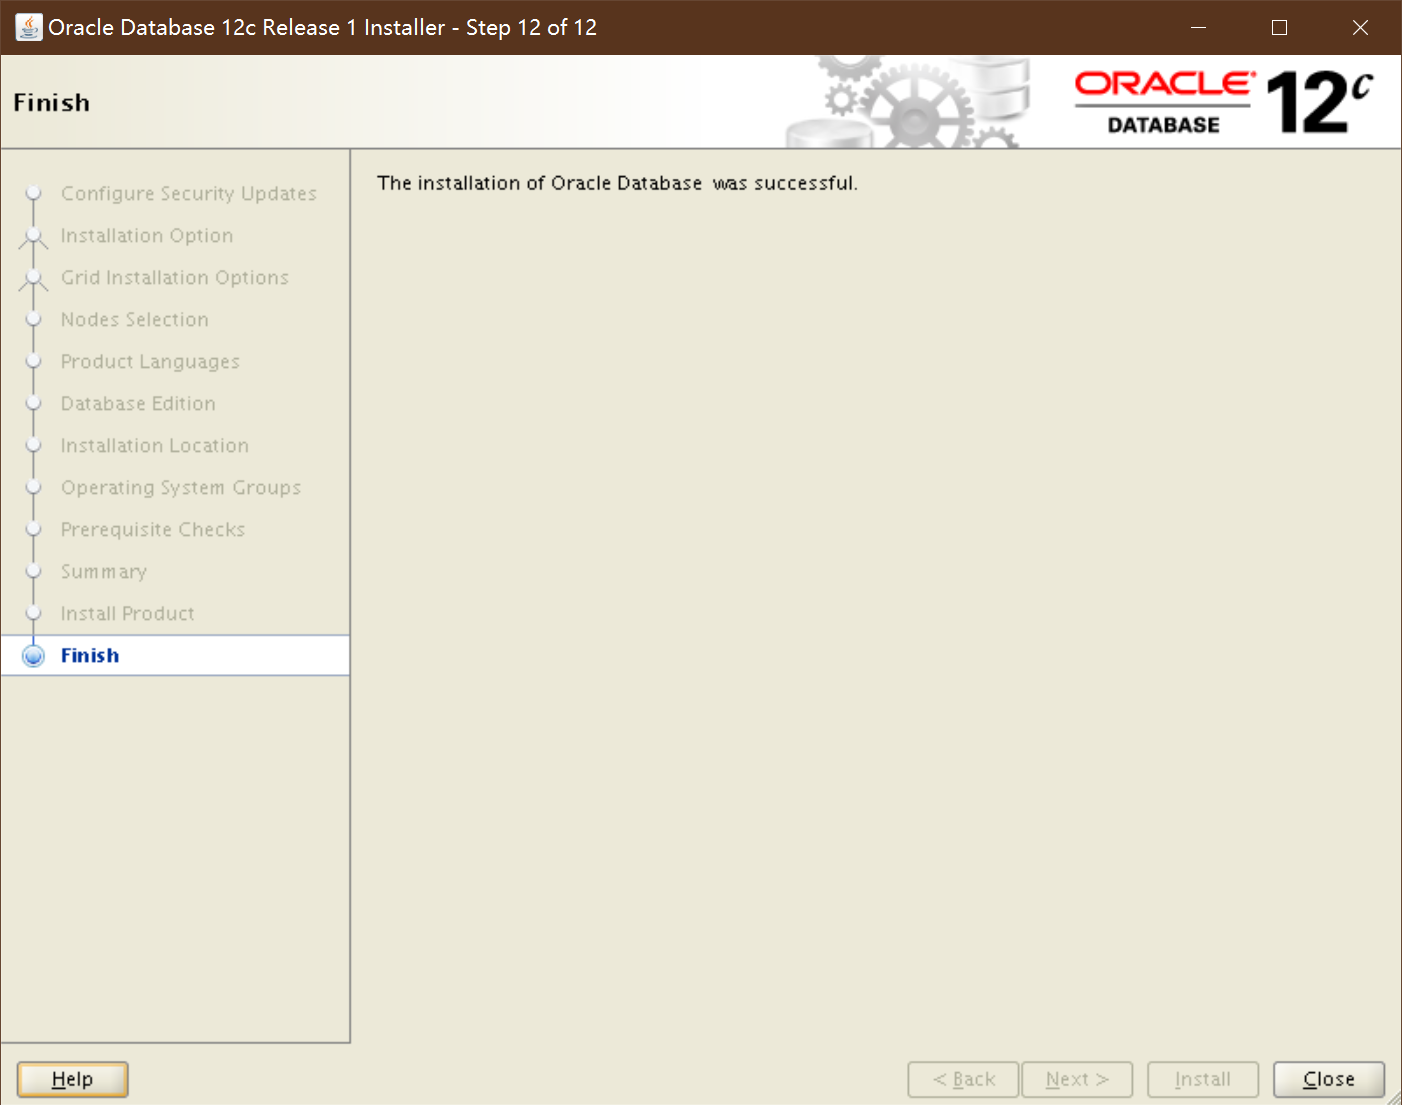 Oracle Database 12c Release 1 Installer - Step 12 of 12
Finish
ORACLE
DATABASE
12c
Configure Security Updates
Installation Option
Grid Installation Options
Nodes Selection
Product Languages
Database Edition
Installation Location
Operating System Groups
Prerequisite Checks
Summary
Install Product
Finish
The installation of Oracle Database was successful.
Help
< Back
Next >
Install
Close